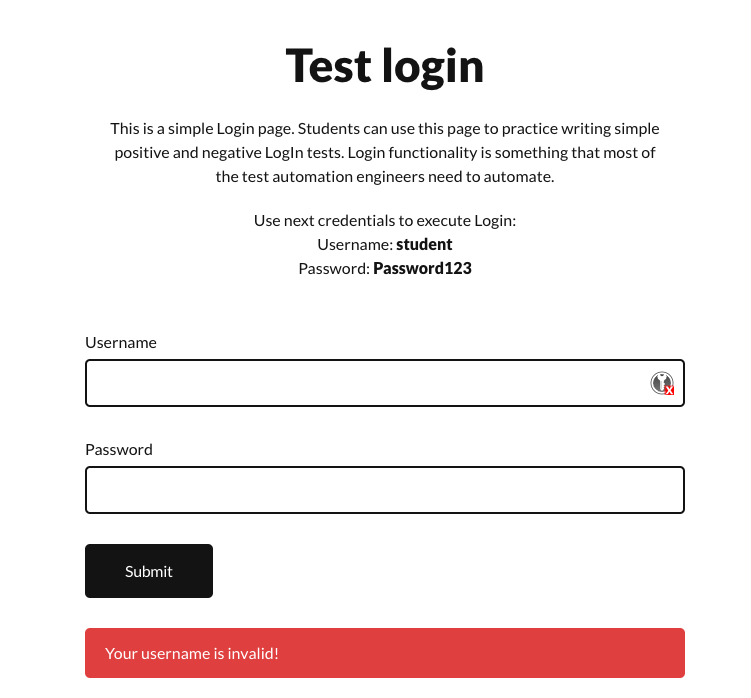 Test login
This is a simple Login page. Students can use this page to practice writing simple
positive and negative LogIn tests. Login functionality is something that most of
the test automation engineers need to automate.
Use next credentials to execute Login:
Username: student
Password: Password123
Username
Password
Submit
Your username is invalid!